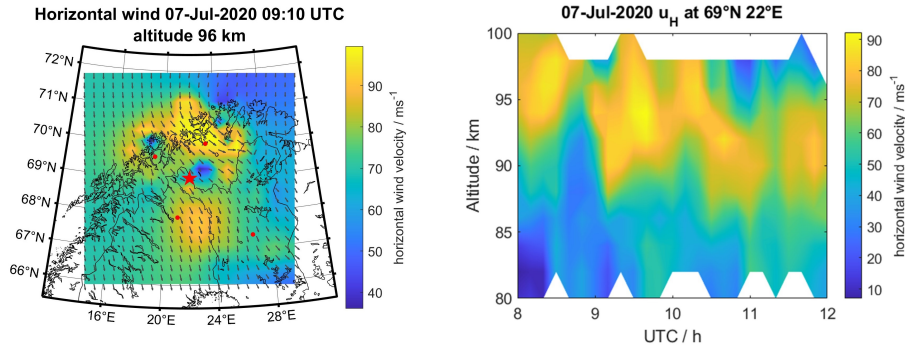 Horizontal wind 07-Jul-2020 09:10 UTC
altitude 96 km
72°N
71°N
70°N
69°N
68°N
67°N
66°N
16°E
20°E
24°E
28°E
90
80
70
60
50
40
horizontal wind velocity / ms⁻¹
07-Jul-2020 u_H at 69°N 22°E
100
95
90
85
80
Altitude / km
8
9
10
11
12
UTC / h
90
80
70
60
50
40
30
20
10
horizontal wind velocity / ms⁻¹